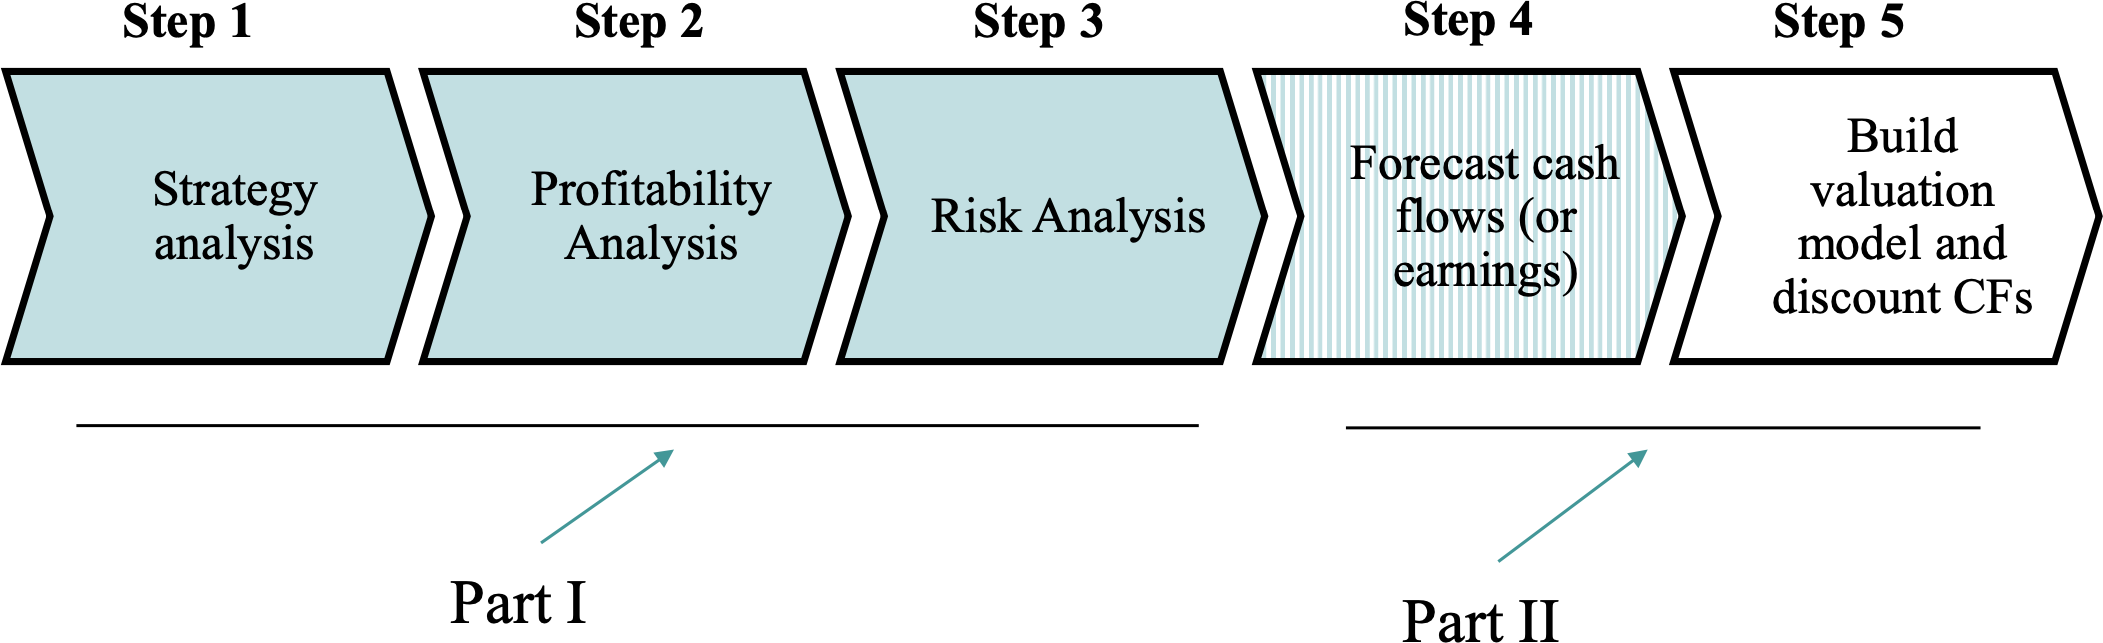 Step 1
Step 2
Step 3
Step 4
Step 5
Strategy
analysis
Profitability
Analysis
Risk Analysis
Forecast cash
flows (or
earnings)
Build
valuation
model and
discount CFs
Part I
Part II